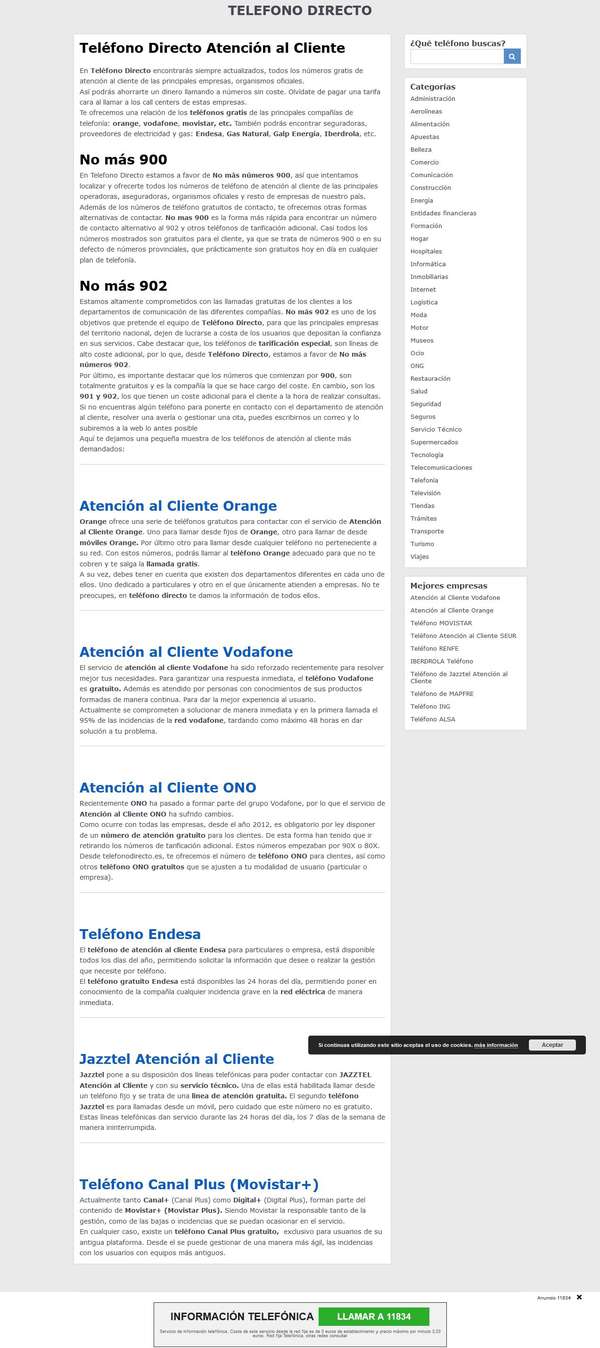 TELEFONO DIRECTO
Teléfono Directo Atención al Cliente
En Teléfono Directo encontrarás siempre actualizados, todos los números gratis de
atención al cliente de las principales empresas, organismos oficiales.
Así podrás ahorrarte un dinero llamando a números sin coste. Olvídate de pagar una tarifa
cara al llamar a los call centers de estas empresas.
Te ofrecemos una relación de los teléfonos gratis de las principales compañías de
telefonía: orange, vodafone, movistar, etc. También podrás encontrar seguradoras,
proveedores de electricidad y gas: Endesa, Gas Natural, Galp Energía, Iberdrola, etc.
No más 900
En Telefono Directo estamos a favor de No más números 900, así que intentamos
localizar y ofrecerte todos los números de teléfono de atención al cliente de las principales
operadoras, aseguradoras, organismos oficiales y resto de empresas de nuestro país.
Además de los números de teléfono gratuito de contacto, te ofrecemos otras formas
alternativas de contactar. No mas 900 es la forma más rápida para encontrar un número
de contacto alternativo al 902 y otros teléfonos de tarificación adicional. Casi todos los
números mostrados son gratuitos para el cliente, ya que se trata de números 900 o en su
defecto de números provinciales, que prácticamente son gratuitos hoy en día en cualquier
plan de telefonía.
No más 902
Estamos altamente comprometidos con las llamadas gratuitas de los clientes a los
departamentos de comunicación de las diferentes compañías. No más 902 es uno de los
objetivos que pretende el equipo de Teléfono Directo, para que las principales empresas
del territorio nacional, dejen de lucrarse a costa de los usuarios que depositan la confianza
en sus servicios. Cabe destacar que, los teléfonos de tarificación especial, son líneas de
alto coste adicional, por lo que, desde Teléfono Directo, estamos a favor de No más
números 902.
Por último, es importante destacar que los números que comienzan por 900, son
totalmente gratuitos y es la compañía la que se hace cargo del coste. En cambio, son los
901 y 902, los que tienen un coste adicional para el cliente a la hora de realizar consultas.
Si no encuentras algún teléfono para ponerte en contacto con el departamento de atención
al cliente, resolver una avería o gestionar una cita, puedes escribirnos un correo y lo
subiremos a la web lo antes posible
Aquí te dejamos una pequeña muestra de los teléfonos de atención al cliente más
demandados:
Atención al Cliente Orange
Orange ofrece una serie de teléfonos gratuitos para contactar con el servicio de Atención
al Cliente Orange. Uno para llamar desde fijos de Orange, otro para llamar de desde
móviles Orange. Por último otro para llamar desde cualquier teléfono no perteneciente a
su red. Con estos números, podrás llamar al teléfono Orange adecuado para que no te
cobren y te salga la llamada gratis.
A su vez, debes tener en cuenta que existen dos departamentos diferentes en cada uno de
ellos. Uno dedicado a particulares y otro en el que únicamente atienden a empresas. No te
preocupes, en teléfono directo te damos la información de todos ellos.
Atención al Cliente Vodafone
El servicio de atención al cliente Vodafone ha sido reforzado recientemente para resolver
mejor tus necesidades. Para garantizar una respuesta inmediata, el teléfono Vodafone
es gratuito. Además es atendido por personas con conocimientos de sus productos
formadas de manera continua. Para dar la mejor experiencia al usuario.
Actualmente se comprometen a solucionar de manera inmediata y en la primera llamada el
95% de las incidencias de la red vodafone, tardando como máximo 48 horas en dar
solución a tu problema.
Atención al Cliente ONO
Recientemente ONO ha pasado a formar parte del grupo Vodafone, por lo que el servicio de
Atención al Cliente ONO ha sufrido cambios.
Como ocurre con todas las empresas, desde el año 2012, es obligatorio por ley disponer
de un número de atención gratuito para los clientes. De esta forma han tenido que ir
retirando los números de tarificación adicional. Estos números empezaban por 90X o 80X.
Desde telefonodirecto.es, te ofrecemos el número de teléfono ONO para clientes, así como
otros teléfono ONO gratuitos que se ajusten a tu modalidad de usuario (particular o
empresa).
Teléfono Endesa
El teléfono de atención al cliente Endesa para particulares o empresa, está disponible
todos los días del año, permitiendo solicitar la información que desee o realizar la gestión
que necesite por teléfono.
El teléfono gratuito Endesa está disponibles las 24 horas del día, permitiendo poner en
conocimiento de la compañía cualquier incidencia grave en la red eléctrica de manera
inmediata.
Jazztel Atención al Cliente
Jazztel pone a su disposición dos líneas telefónicas para poder contactar con JAZZTEL
Atención al Cliente y con su servicio técnico. Una de ellas está habilitada llamar desde
un teléfono fijo y se trata de una línea de atención gratuita. El segundo teléfono
Jazztel es para llamadas desde un móvil, pero cuidado que este número no es gratuito.
Estas líneas telefónicas dan servicio durante las 24 horas del día, los 7 días de la semana de
manera ininterrumpida.
Teléfono Canal Plus (Movistar+)
Actualmente tanto Canal+ (Canal Plus) como Digital+ (Digital Plus), forman parte del
contenido de Movistar+ (Movistar Plus). Siendo Movistar la responsable tanto de la
gestión, como de las bajas o incidencias que se puedan ocasionar en el servicio.
En cualquier caso, existe un teléfono Canal Plus gratuito, exclusivo para usuarios de su
antigua plataforma. Desde el se puede gestionar de una manera más ágil, las incidencias
con los usuarios con equipos más antiguos.
¿Qué teléfono buscas?
Categorías
Administración
Aerolíneas
Alimentación
Apuestas
Belleza
Comercio
Comunicación
Construcción
Energía
Entidades financieras
Formación
Hogar
Hospitales
Informática
Inmobiliarias
Internet
Logística
Moda
Motor
Museos
Ocio
ONG
Restauración
Salud
Seguridad
Seguros
Servicio Técnico
Supermercados
Tecnología
Telecomunicaciones
Telefonía
Televisión
Tiendas
Trámites
Transporte
Turismo
Viajes
Mejores empresas
Atención al Cliente Vodafone
Atención al Cliente Orange
Teléfono MOVISTAR
Teléfono Atención al Cliente SEUR
Teléfono RENFE
IBERDROLA Teléfono
Teléfono de Jazztel Atención al
Cliente
Teléfono de MAPFRE
Teléfono ING
Teléfono ALSA
Si continuas utilizando este sitio aceptas el uso de cookies. más información
Aceptar
Anuncio 11834
INFORMACIÓN TELEFÓNICA LLAMAR A 11834